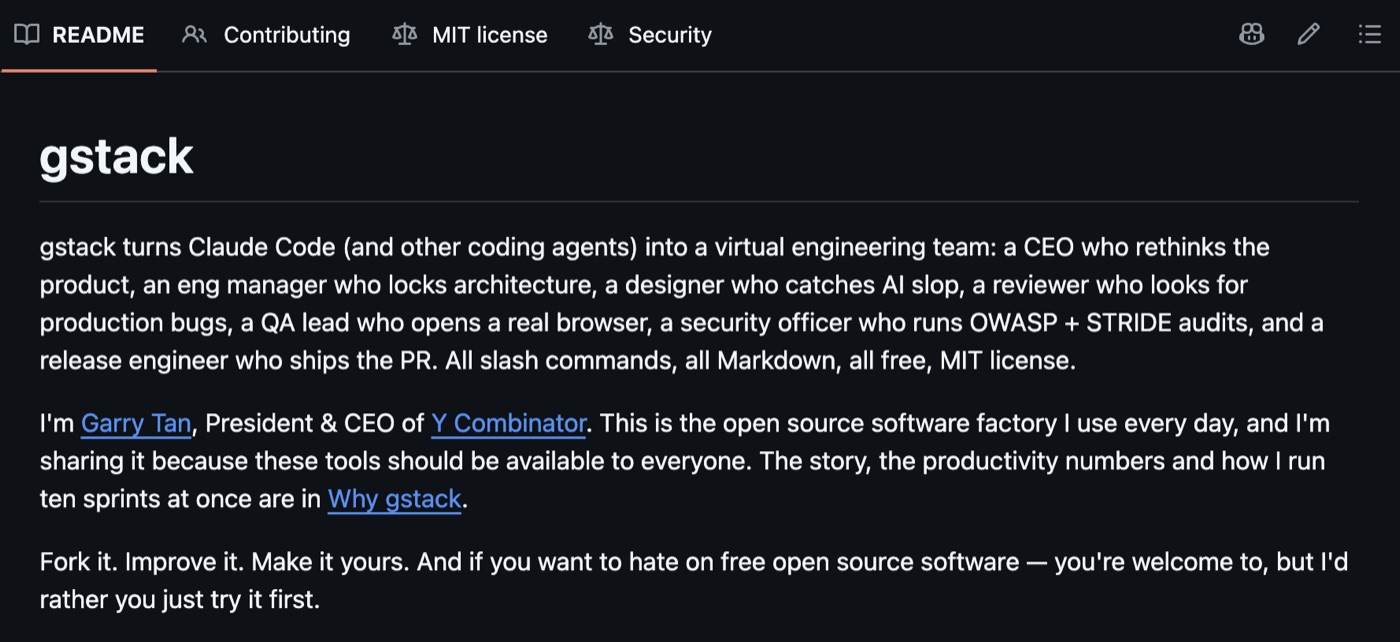 README
Contributing
MIT license
Security
gstack
gstack turns Claude Code (and other coding agents) into a virtual engineering team: a CEO who rethinks the
product, an eng manager who locks architecture, a designer who catches AI slop, a reviewer who looks for
production bugs, a QA lead who opens a real browser, a security officer who runs OWASP + STRIDE audits, and a
release engineer who ships the PR. All slash commands, all Markdown, all free, MIT license.
I'm Garry Tan, President & CEO of Y Combinator. This is the open source software factory I use every day, and I'm
sharing it because these tools should be available to everyone. The story, the productivity numbers and how I run
ten sprints at once are in Why gstack.
Fork it. Improve it. Make it yours. And if you want to hate on free open source software — you're welcome to, but I'd
rather you just try it first.